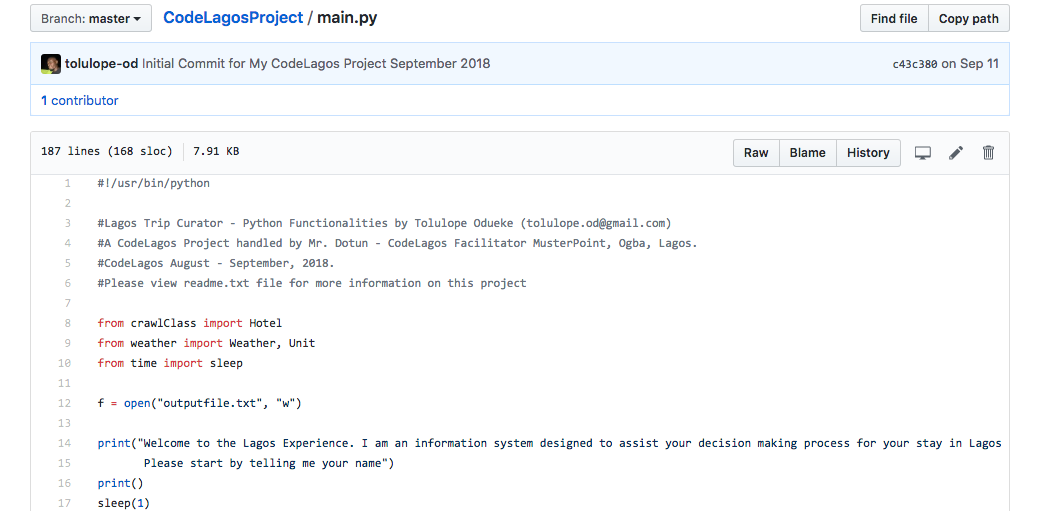 Branch: master CodeLagosProject / main.py Find file Copy path
tolulope-od Initial Commit for My CodeLagos Project September 2018 c43c380 on Sep 11
1 contributor
187 lines (168 sloc) 7.91 KB Raw Blame History
1 #!/usr/bin/python
2
3 #Lagos Trip Curator - Python Functionalities by Tolulope Odueke (tolulope.od@gmail.com)
4 #A CodeLagos Project handled by Mr. Dotun - CodeLagos Facilitator MusterPoint, Ogba, Lagos.
5 #CodeLagos August - September, 2018.
6 #Please view readme.txt file for more information on this project
7
8 from crawlClass import Hotel
9 from weather import Weather, Unit
10 from time import sleep
11
12 f = open("outputfile.txt", "w")
13
14 print("Welcome to the Lagos Experience. I am an information system designed to assist your decision making process for your stay in Lagos
15 Please start by telling me your name")
16 print()
17 sleep(1)